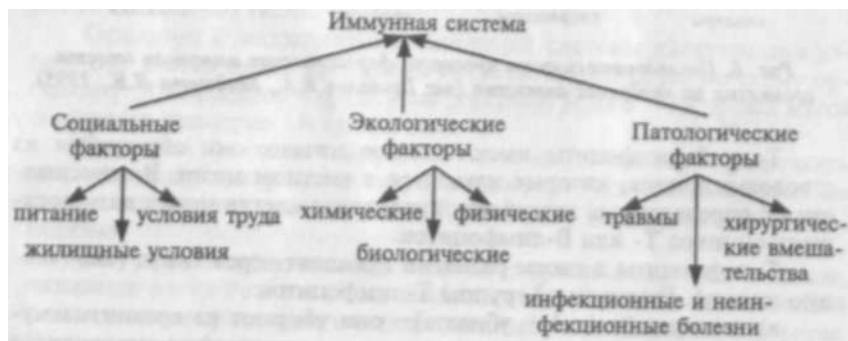 Иммунная система
Социальные
факторы
Экологические
факторы
Патологические
факторы
питание
условия труда
жилищные условия
химические
физические
биологические
травмы
хирургичес-
кие вмеша-
тельства
инфекционные и неин-
фекционные болезни